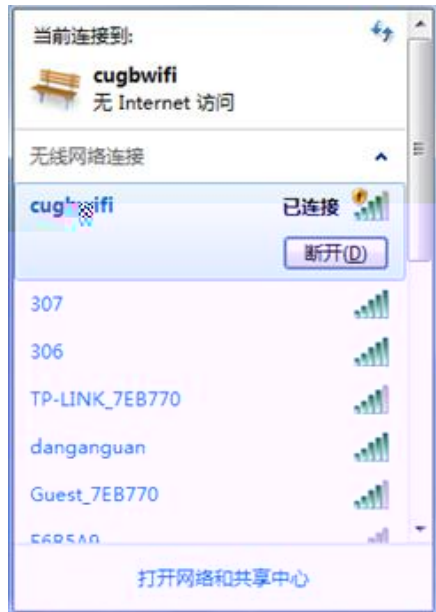 当前连接到:
cugbwifi
无 Internet 访问
无线网络连接
cugbwifi 已连接
断开(D)
307
306
TP-LINK_7EB770
danganguan
Guest_7EB770
打开网络和共享中心